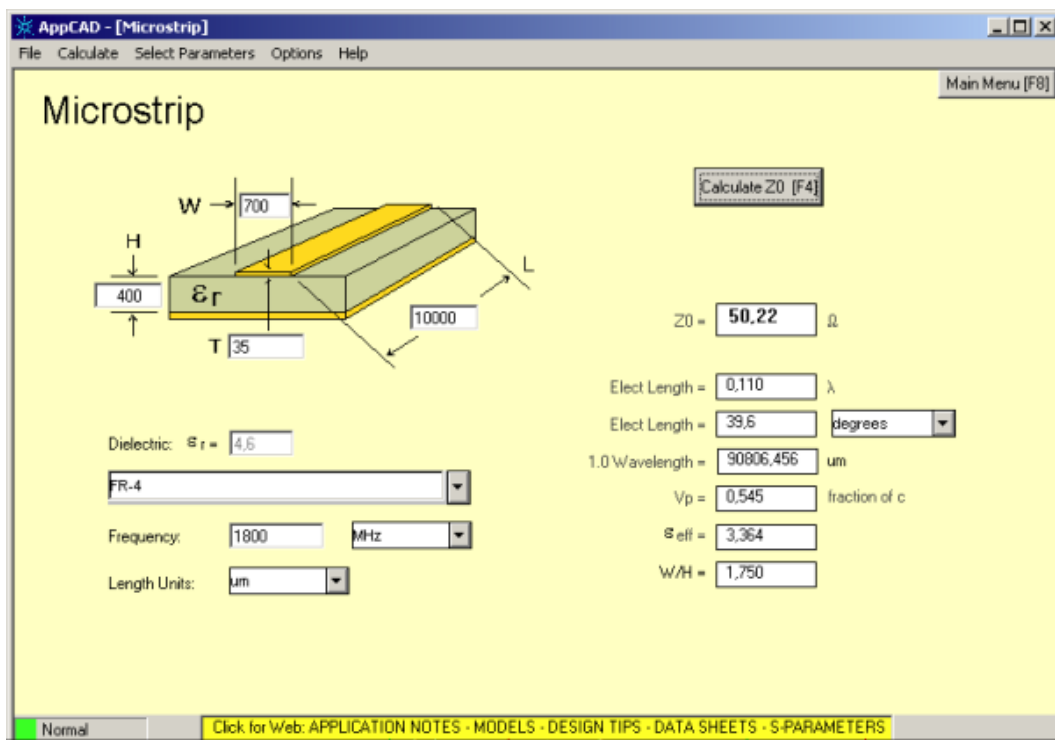 AppCAD - [Microstrip]
File Calculate Select Parameters Options Help
Main Menu [F8]
Microstrip
Calculate Z0 [F4]
W 700
H
L
400
εr
10000
T 35
Z0 = 50,22 Ω
Elect Length = 0,110 λ
Elect Length = 39,6 degrees
Dielectric: εr = 4,6
1.0 Wavelength = 90806,456 um
FR-4
Vp = 0,545 fraction of c
Frequency: 1800 MHz
εeff = 3,364
Length Units: um
W/H = 1,750
Normal
Click for Web: APPLICATION NOTES - MODELS - DESIGN TIPS - DATA SHEETS - S-PARAMETERS